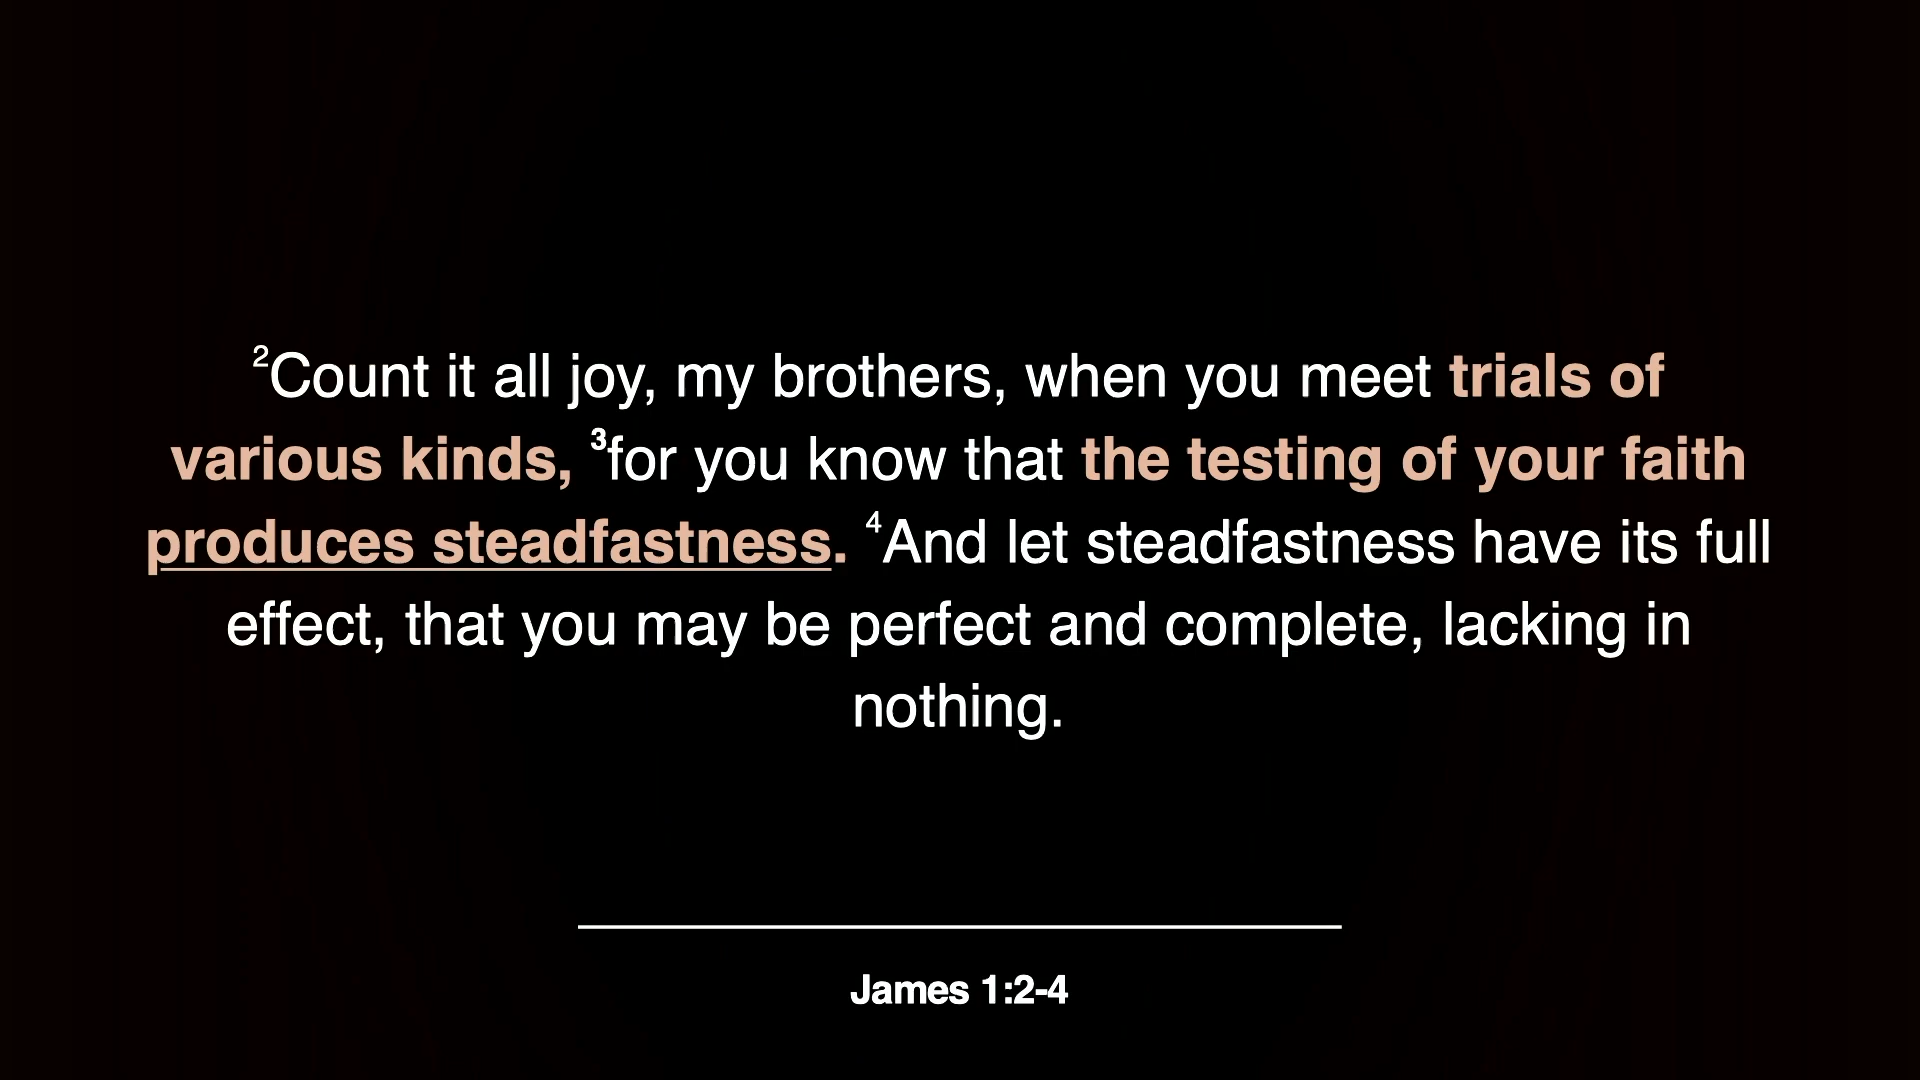 ²Count it all joy, my brothers, when you meet trials of
various kinds, ³for you know that the testing of your faith
produces steadfastness. ⁴And let steadfastness have its full
effect, that you may be perfect and complete, lacking in
nothing.
James 1:2-4